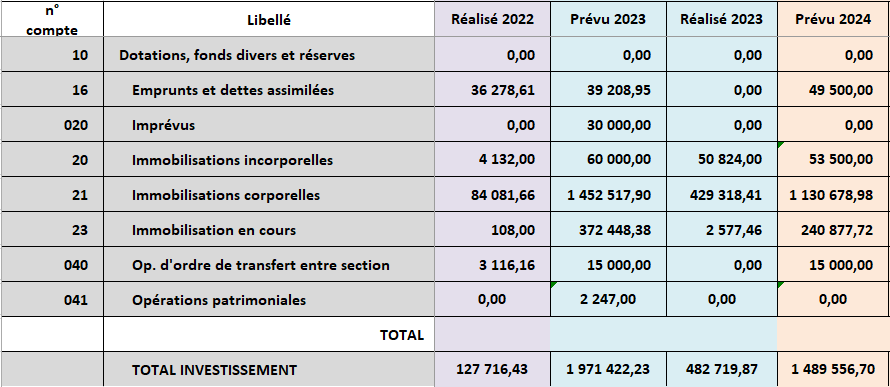 n° compte Libellé Réalisé 2022 Prévu 2023 Réalisé 2023 Prévu 2024
10 Dotations, fonds divers et réserves 0,00 0,00 0,00 0,00
16 Emprunts et dettes assimilées 36 278,61 39 208,95 0,00 49 500,00
020 Imprévus 0,00 30 000,00 0,00 0,00
20 Immobilisations incorporelles 4 132,00 60 000,00 50 824,00 53 500,00
21 Immobilisations corporelles 84 081,66 1 452 517,90 429 318,41 1 130 678,98
23 Immobilisation en cours 108,00 372 448,38 2 577,46 240 877,72
040 Op. d'ordre de transfert entre section 3 116,16 15 000,00 0,00 15 000,00
041 Opérations patrimoniales 0,00 2 247,00 0,00 0,00
TOTAL
TOTAL INVESTISSEMENT 127 716,43 1 971 422,23 482 719,87 1 489 556,70